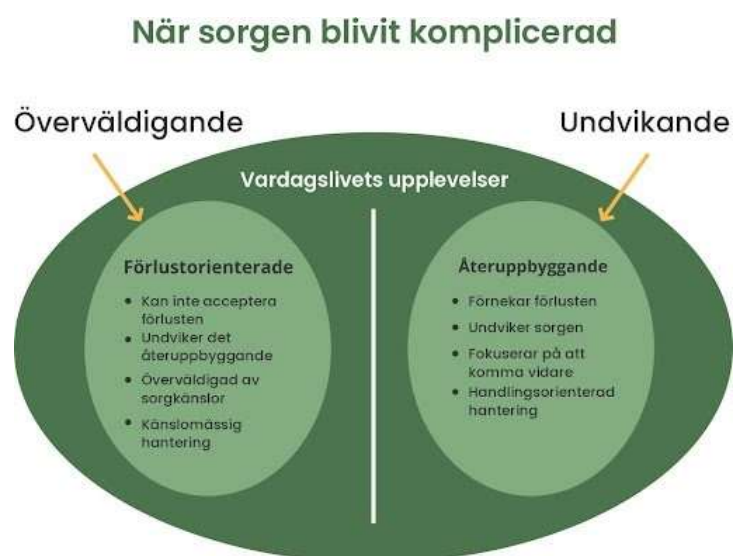 När sorgen blivit komplicerad
Överväldigande
Undvikande
Vardagslivets upplevelser
Förlustorienterade
• Kan inte acceptera
förlusten
• Undviker det
återuppbyggande
• Överväldigad av
sorgkänslor
• Känslomässig
hantering
Återuppbyggande
• Förnekar förlusten
• Undviker sorgen
• Fokuserar på att
komma vidare
• Handlingsorienterad
hantering